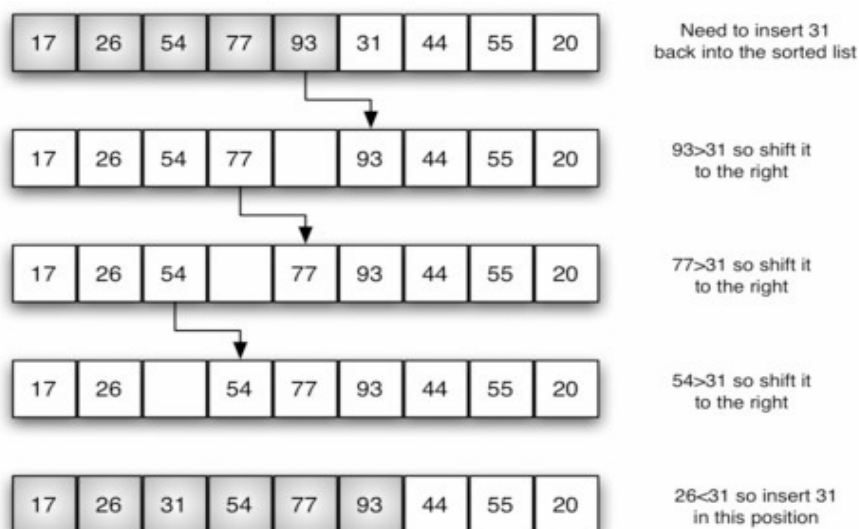 17 26 54 77 93 31 44 55 20
Need to insert 31
back into the sorted list
17 26 54 77 93 44 55 20
93>31 so shift it
to the right
17 26 54 77 93 44 55 20
77>31 so shift it
to the right
17 26 54 77 93 44 55 20
54>31 so shift it
to the right
17 26 31 54 77 93 44 55 20
26<31 so insert 31
in this position